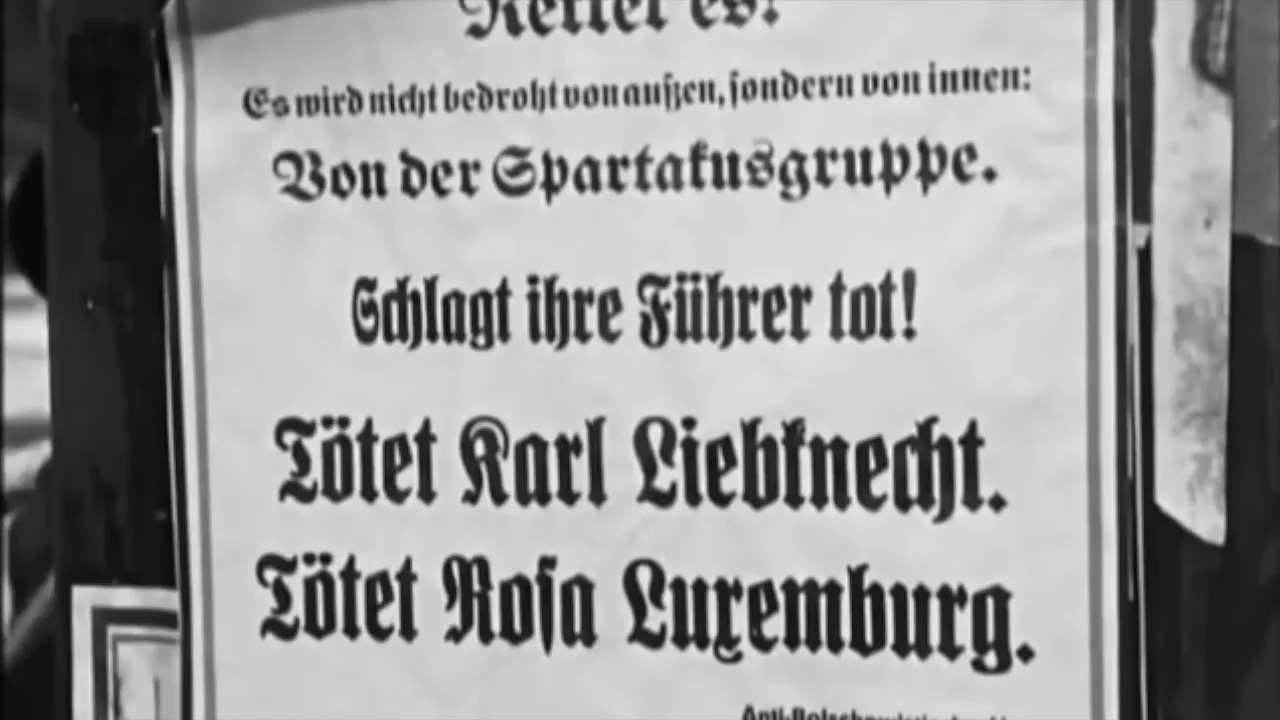 Rettet es!
Es wird nicht bedroht von außen, sondern von innen:
Von der Spartakusgruppe.
Schlagt ihre Führer tot!
Tötet Karl Liebknecht.
Tötet Rosa Luxemburg.